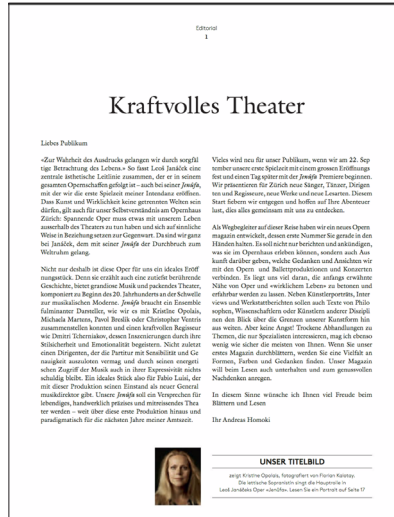 Editorial
1
Kraftvolles Theater
Liebes Publikum
«Zur Wahrheit des Ausdrucks gelangen wir durch sorgfäl
tige Betrachtung des Lebens.» So fasst Leoš Janáček eine
zentrale ästhetische Leitlinie zusammen, der er in seinem
gesamten Opernschaffen gefolgt ist – auch bei seiner Jenůfa,
mit der wir die erste Spielzeit meiner Intendanz eröffnen.
Dass Kunst und Wirklichkeit keine getrennten Welten sein
dürfen, gilt auch für unser Selbstverständnis am Opernhaus
Zürich: Spannende Oper muss etwas mit unserem Leben
ausserhalb des Theaters zu tun haben und sich auf sinnliche
Weise in Beziehung setzen zur Gegenwart. Da sind wir ganz
bei Janáček, dem mit seiner Jenůfa der Durchbruch zum
Weltruhm gelang.
Nicht nur deshalb ist diese Oper für uns ein ideales Eröff
nungsstück. Denn sie erzählt auch eine zutiefst berührende
Geschichte, bietet grandiose Musik und packendes Theater,
komponiert zu Beginn des 20. Jahrhunderts an der Schwelle
zur musikalischen Moderne. Jenůfa braucht ein Ensemble
fulminanter Darsteller, wie wir es mit Kristine Opolais,
Michaela Martens, Pavol Breslik oder Christopher Ventris
zusammenstellen konnten und einen kraftvollen Regisseur
wie Dmitri Tcherniakov, dessen Inszenierungen durch ihre
Stilsicherheit und Emotionalität begeistern. Nicht zuletzt
einen Dirigenten, der die Partitur mit Sensibilität und Ge
nauigkeit auszuloten vermag und durch seinen energeti
schen Zugriff der Musik auch in ihrer Expressivität nichts
schuldig bleibt. Ein ideales Stück also für Fabio Luisi, der
mit dieser Produktion seinen Einstand als neuer General
musikdirektor gibt. Unsere Jenůfa soll ein Versprechen für
lebendiges, handwerklich präzises und mitreissendes Thea
ter werden – weit über diese erste Produktion hinaus und
paradigmatisch für die nächsten Jahre meiner Amtszeit.
Vieles wird neu für unser Publikum, wenn wir am 22. Sep
tember unsere erste Spielzeit mit einem grossen Eröffnungs
fest und einen Tag später mit der Jenůfa Premiere beginnen.
Wir präsentieren für Zürich neue Sänger, Tänzer, Dirigen
ten und Regisseure, neue Werke und neue Lesarten. Diesem
Start fiebern wir entgegen und hoffen auf Ihre Abenteuer
lust, dies alles gemeinsam mit uns zu entdecken.
Als Wegbegleiter auf dieser Reise haben wir ein neues Opern
magazin entwickelt, dessen erste Nummer Sie gerade in den
Händen halten. Es soll nicht nur berichten und ankündigen,
was sie im Opernhaus erleben können, sondern auch Aus
kunft darüber geben, welche Gedanken und Ansichten wir
mit den Opern und Ballettproduktionen und Konzerten
verbinden. Es liegt uns viel daran, die anfangs erwähnte
Nähe von Oper und «wirklichem Leben» zu betonen und
erfahrbar werden zu lassen. Neben Künstlerporträts, Inter
views und Werkstattberichten sollen auch Texte mit Philo
sophen, Wissenschaftlern oder Künstlern anderer Diszipli
nen den Blick über die Grenzen unserer Kunstform hin
aus weiten. Aber keine Angst! Trockene Abhandlungen zu
Themen, die nur Spezialisten interessieren, mag ich ebenso
wenig wie sicher die meisten von Ihnen. Wenn Sie unser
erstes Magazin durchblättern, werden Sie eine Vielfalt an
Formen, Farben und Gedanken finden. Unser Magazin
will beim Lesen auch unterhalten und zum genussvollen
Nachdenken anregen.
In diesem Sinne wünsche ich Ihnen viel Freude beim
Blättern und Lesen
Ihr Andreas Homoki
UNSER TITELBILD
zeigt Kristine Opolais, fotografiert von Florian Kalotay.
Die lettische Sopranistin singt die Hauptrolle in
Leoš Janáčeks Oper «Jenůfa». Lesen Sie ein Porträt auf Seite 17